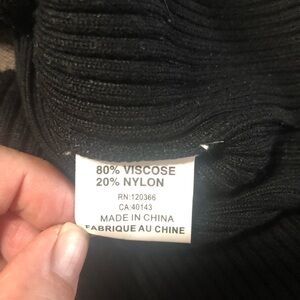 80% VISCOSE
20% NYLON
RN:120366
CA:40143
MADE IN CHINA
FABRIQUE AU CHINE